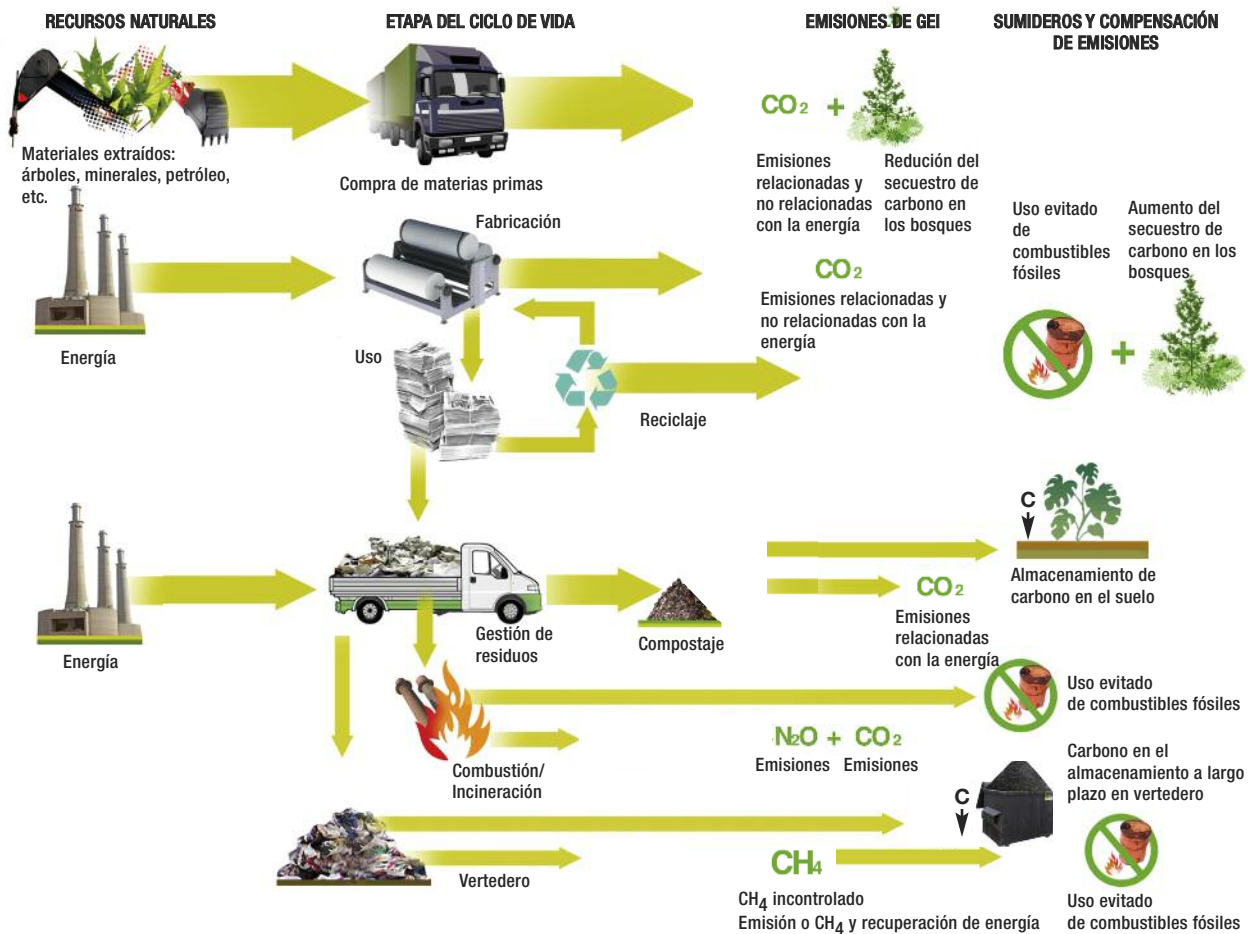 RECURSOS NATURALES
ETAPA DEL CICLO DE VIDA
EMISIONES DE GEI
SUMIDEROS Y COMPENSACIÓN
DE EMISIONES
Materiales extraídos:
árboles, minerales, petróleo,
etc.
Compra de materias primas
CO₂ +
Emisiones
relacionadas y
no relacionadas
con la energía
Redución del
secuestro de
carbono en
los bosques
Energía
Fabricación
CO₂
Emisiones relacionadas y
no relacionadas con la
energía
Uso evitado
de
combustibles
fósiles
Aumento del
secuestro de
carbono en los
bosques
+
Uso
Reciclaje
Energía
Gestión de
residuos
Compostaje
CO₂
Emisiones
relacionadas
con la energía
C
Almacenamiento de
carbono en el suelo
Combustión/
Incineración
N₂O + CO₂
Emisiones Emisiones
Uso evitado
de combustibles fósiles
Vertedero
CH₄
CH₄ incontrolado
Emisión o CH₄ y recuperación de energía
C
Carbono en el
almacenamiento a largo
plazo en vertedero
Uso evitado
de combustibles fósiles